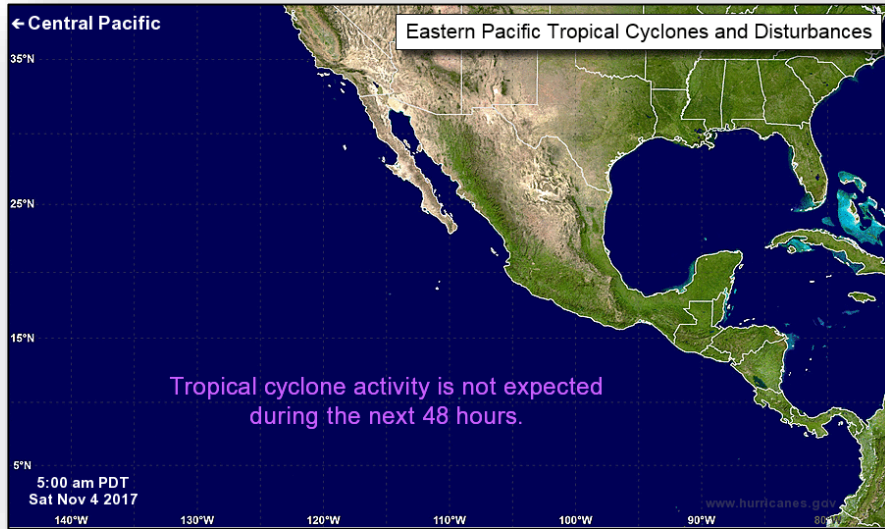 ← Central Pacific
Eastern Pacific Tropical Cyclones and Disturbances
35°N
25°N
15°N
Tropical cyclone activity is not expected
during the next 48 hours.
5°N
5:00 am PDT
Sat Nov 4 2017
www.hurricanes.gov
140°W 130°W 120°W 110°W 100°W 90°W 80°W